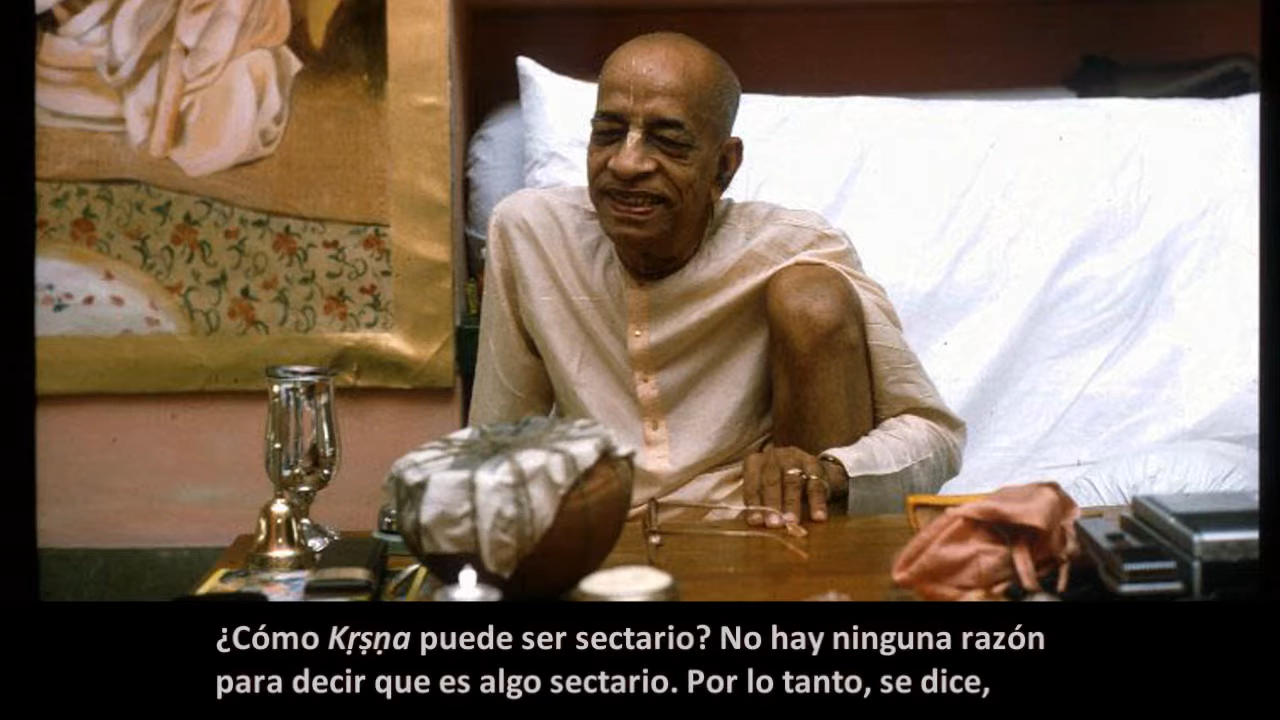 ¿Cómo Kṛṣṇa puede ser sectario? No hay ninguna razón
para decir que es algo sectario. Por lo tanto, se dice,